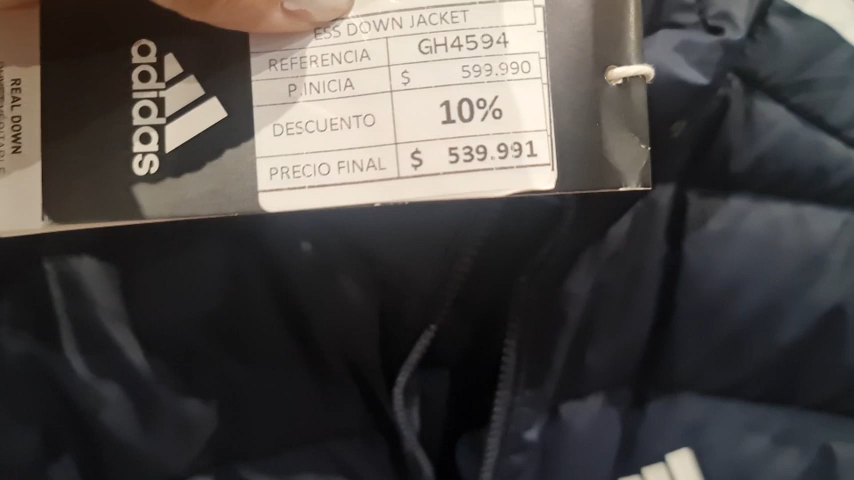 ESS DOWN JACKET
REFERENCIA GH4594
P.INICIA $ 599.990
DESCUENTO 10%
PRECIO FINAL $ 539.991
adidas
REAL DOWN